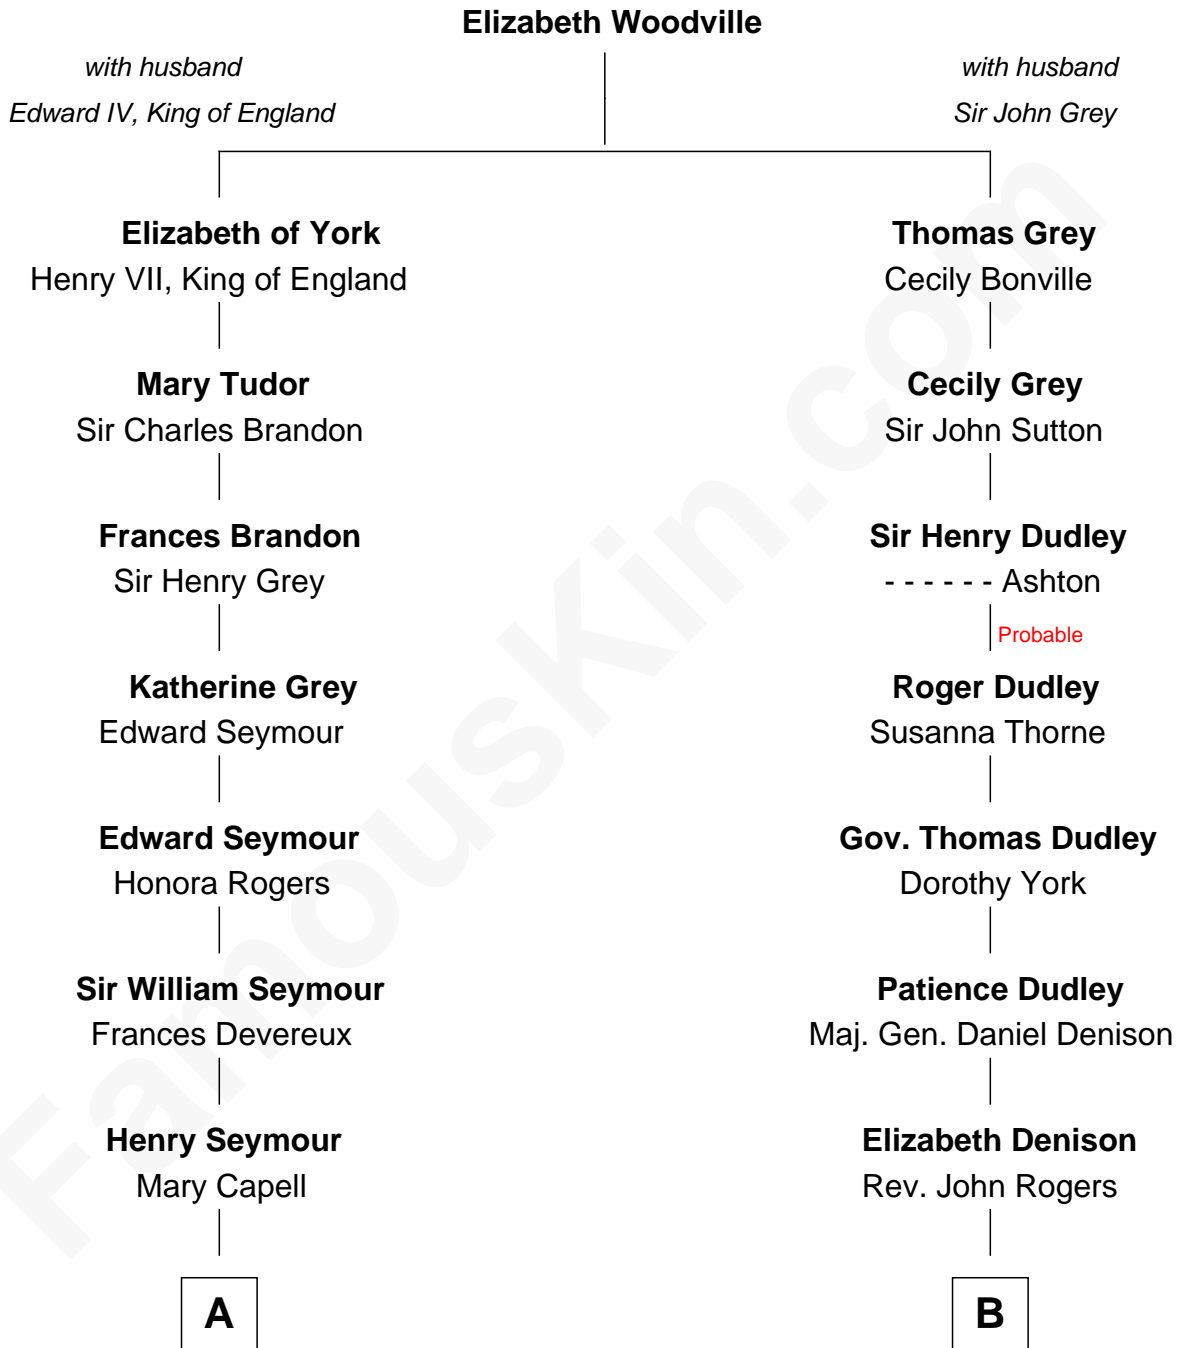 Elizabeth Woodville
with husband
Edward IV, King of England
with husband
Sir John Grey
Elizabeth of York
Henry VII, King of England
Thomas Grey
Cecily Bonville
Mary Tudor
Sir Charles Brandon
Cecily Grey
Sir John Sutton
Frances Brandon
Sir Henry Grey
Sir Henry Dudley
- - - - - - Ashton
Probable
Katherine Grey
Edward Seymour
Roger Dudley
Susanna Thorne
Edward Seymour
Honora Rogers
Gov. Thomas Dudley
Dorothy York
Sir William Seymour
Frances Devereux
Patience Dudley
Maj. Gen. Daniel Denison
Henry Seymour
Mary Capell
Elizabeth Denison
Rev. John Rogers
A
B
FamousKin.com